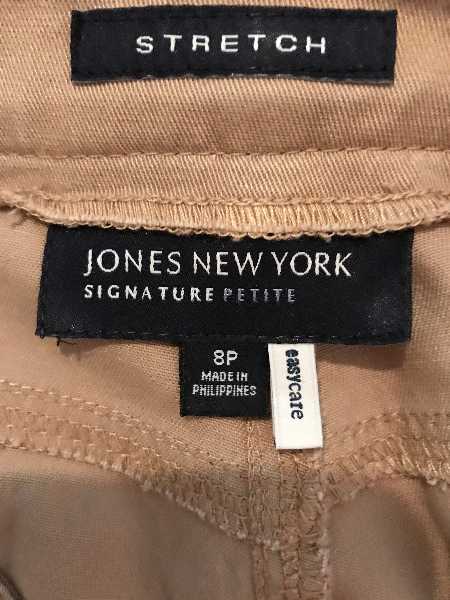 STRETCH
JONES NEW YORK
SIGNATURE PETITE
8P
MADE IN
PHILIPPINES
easycare